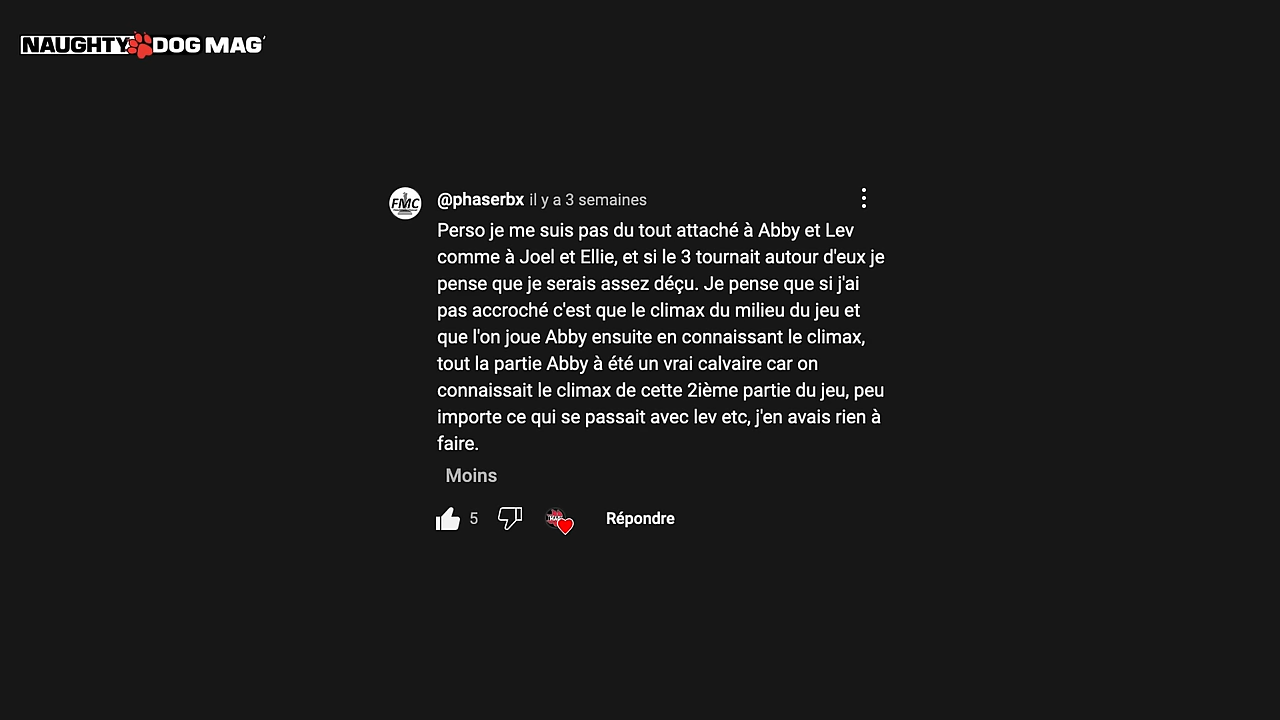 NAUGHTY DOG MAG'
FMC
@phaserbx il y a 3 semaines
Perso je me suis pas du tout attaché à Abby et Lev
comme à Joel et Ellie, et si le 3 tournait autour d'eux je
pense que je serais assez déçu. Je pense que si j'ai
pas accroché c'est que le climax du milieu du jeu et
que l'on joue Abby ensuite en connaissant le climax,
tout la partie Abby à été un vrai calvaire car on
connaissait le climax de cette 2ième partie du jeu, peu
importe ce qui se passait avec lev etc, j'en avais rien à
faire.
Moins
5
Répondre